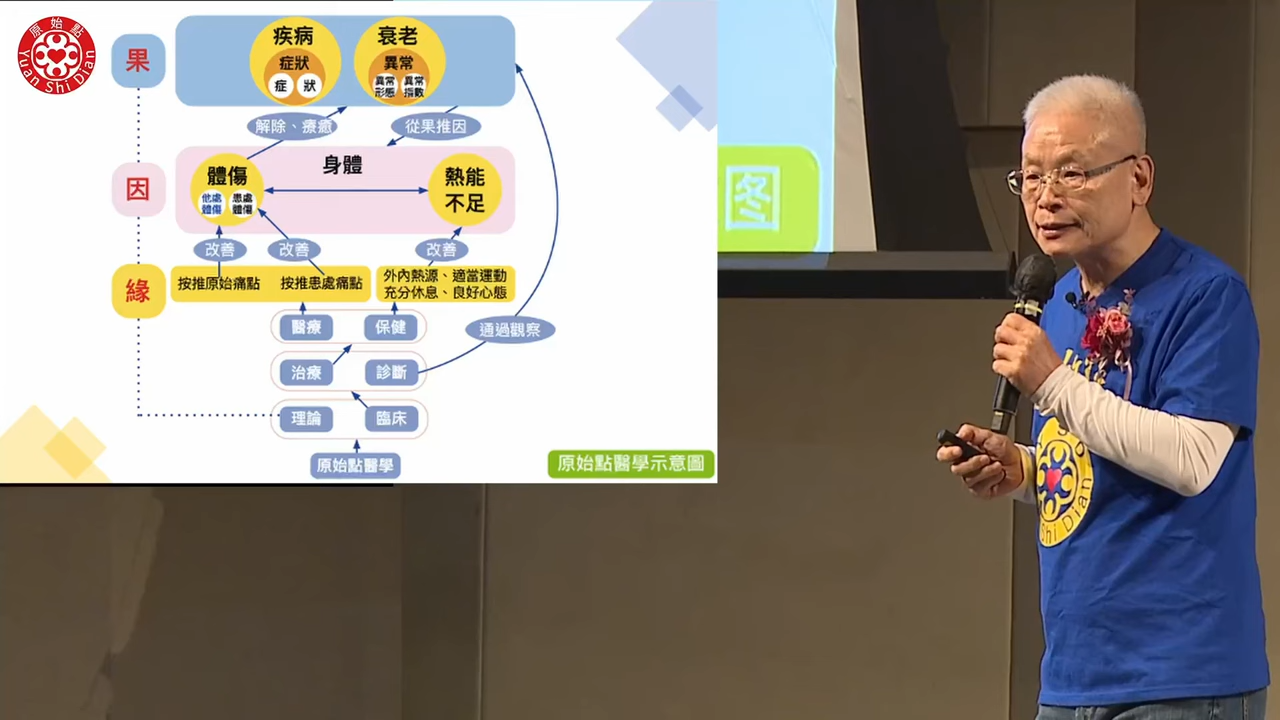 原始點
Yuan Shi Dian
果
疾病
症狀
症 狀
衰老
異常
異常形態
異常指數
解除、療癒
從果推因
因
身體
體傷
他處體傷
患處體傷
熱能
不足
改善
改善
改善
緣
按推原始痛點
按推患處痛點
外內熱源、適當運動
充分休息、良好心態
醫療
保健
通過觀察
治療
診斷
理論
臨床
原始點醫學
原始點醫學示意圖
图
Shi Dian